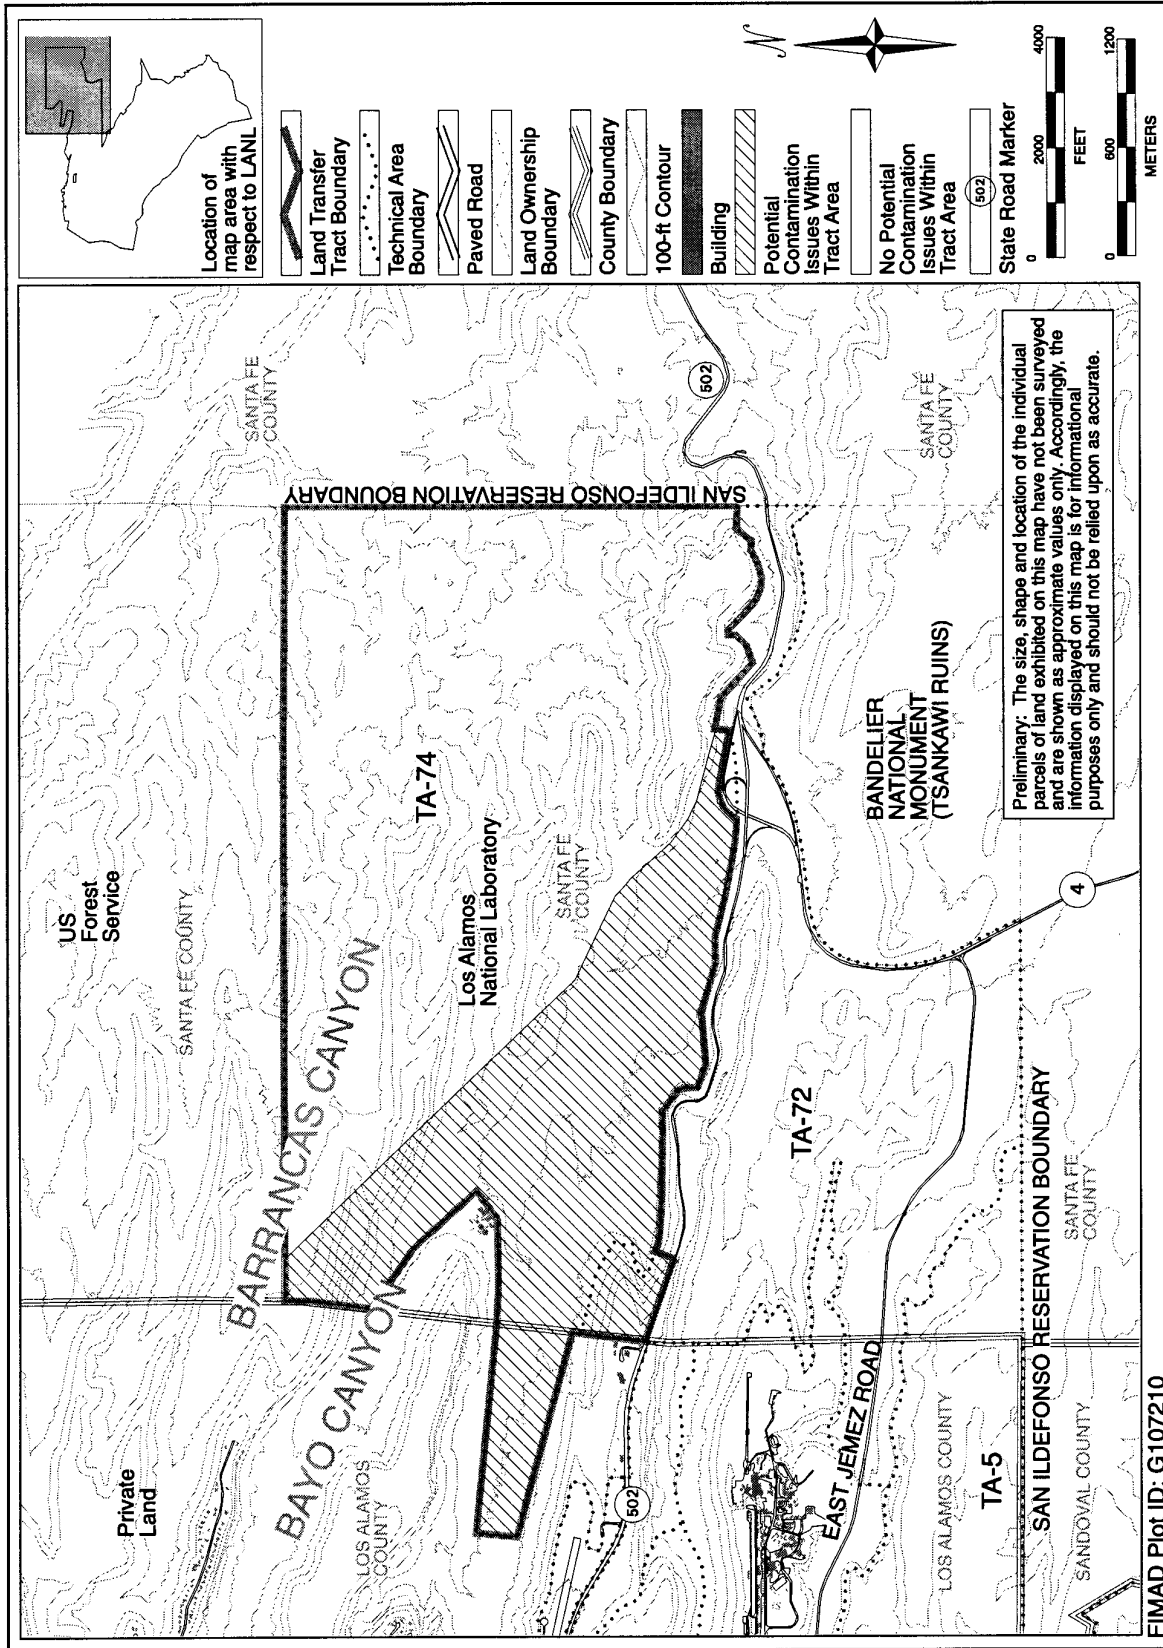 Private
Land
US
Forest
Service
SANTA FE COUNTY
SANTA FE
COUNTY
BARRANCAS CANYON
BAYO CANYON
LOS ALAMOS
COUNTY
TA-74
Los Alamos
National Laboratory
SANTA FE
COUNTY
SAN ILDEFONSO RESERVATION BOUNDARY
502
502
TA-72
BANDELIER
NATIONAL
MONUMENT
(TSANKAWI RUINS)
SANTA FE
COUNTY
EAST JEMEZ ROAD
LOS ALAMOS COUNTY
TA-5
4
SAN ILDEFONSO RESERVATION BOUNDARY
SANDOVAL COUNTY
SANTA FE
COUNTY
Preliminary: The size, shape and location of the individual
parcels of land exhibited on this map have not been surveyed
and are shown as approximate values only. Accordingly, the
information displayed on this map is for informational
purposes only and should not be relied upon as accurate.
FIMAD Plot ID: G107210
Location of
map area with
respect to LANL
Land Transfer
Tract Boundary
Technical Area
Boundary
Paved Road
Land Ownership
Boundary
County Boundary
100-ft Contour
Building
Potential
Contamination
Issues Within
Tract Area
No Potential
Contamination
Issues Within
Tract Area
502
State Road Marker
N
0 2000 4000
FEET
0 600 1200
METERS